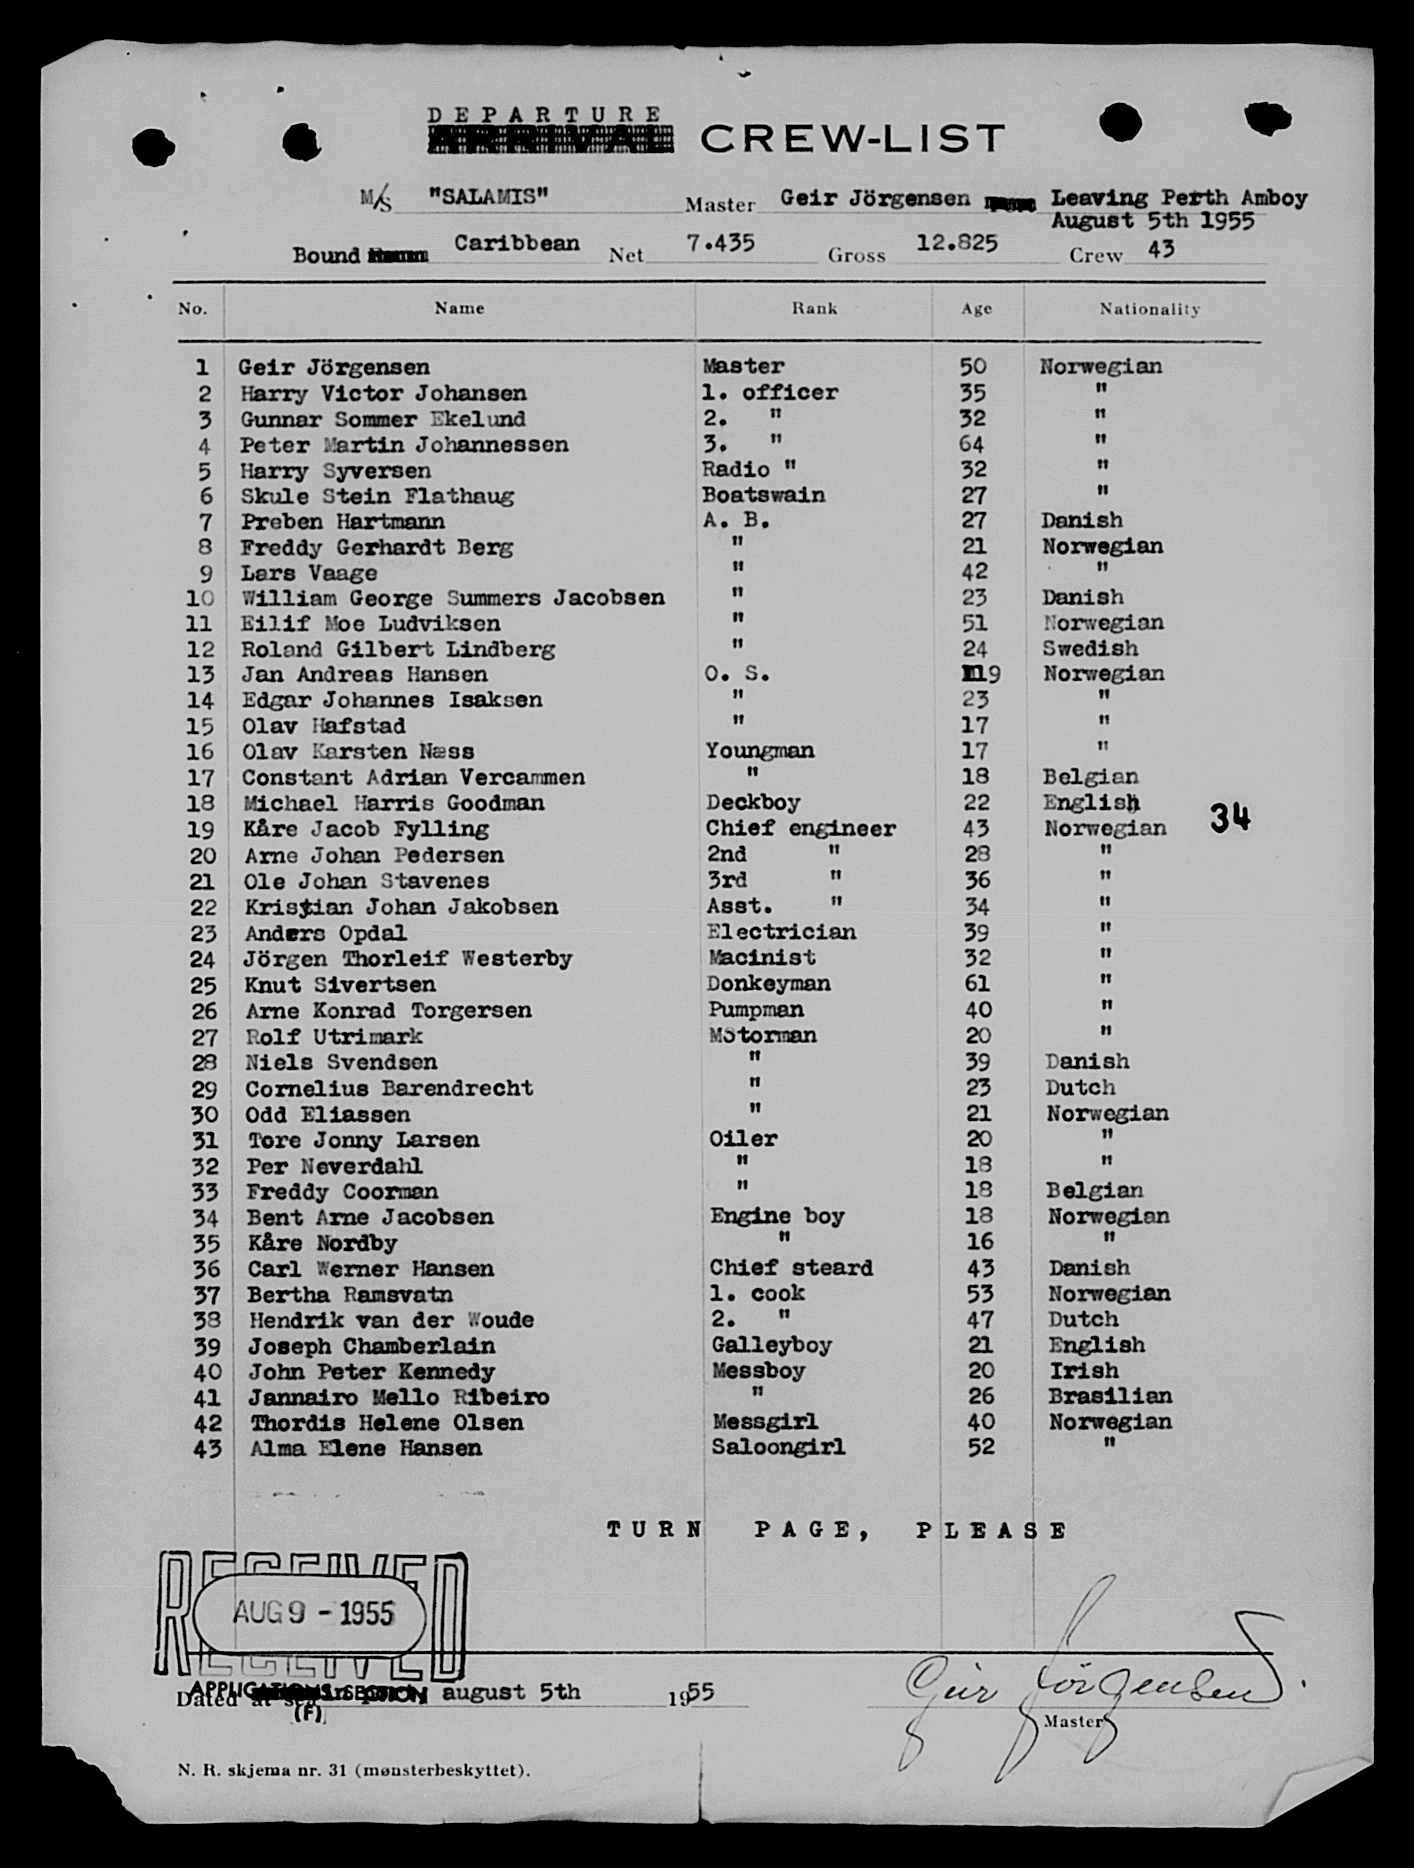 DEPARTURE
CREW-LIST
M/S "SALAMIS" Master Geir Jörgensen Leaving Perth Amboy
August 5th 1955
Bound Caribbean Net 7.435 Gross 12.825 Crew 43
No. Name Rank Age Nationality
1 Geir Jörgensen Master 50 Norwegian
2 Harry Victor Johansen 1. officer 35 "
3 Gunnar Sommer Ekelund 2. " 32 "
4 Peter Martin Johannessen 3. " 64 "
5 Harry Syversen Radio " 32 "
6 Skule Stein Flathaug Boatswain 27 "
7 Preben Hartmann A. B. 27 Danish
8 Freddy Gerhardt Berg " 21 Norwegian
9 Lars Vaage " 42 "
10 William George Summers Jacobsen " 23 Danish
11 Eilif Moe Ludviksen " 51 Norwegian
12 Roland Gilbert Lindberg " 24 Swedish
13 Jan Andreas Hansen O. S. 19 Norwegian
14 Edgar Johannes Isaksen " 23 "
15 Olav Hafstad " 17 "
16 Olav Karsten Næss Youngman 17 "
17 Constant Adrian Vercammen " 18 Belgian
18 Michael Harris Goodman Deckboy 22 English
34
19 Kåre Jacob Fylling Chief engineer 43 Norwegian
20 Arne Johan Pedersen 2nd " 28 "
21 Ole Johan Stavenes 3rd " 36 "
22 Kristian Johan Jakobsen Asst. " 34 "
23 Anders Opdal Electrician 39 "
24 Jörgen Thorleif Westerby Macinist 32 "
25 Knut Sivertsen Donkeyman 61 "
26 Arne Konrad Torgersen Pumpman 40 "
27 Rolf Utrimark Motorman 20 "
28 Niels Svendsen " 39 Danish
29 Cornelius Barendrecht " 23 Dutch
30 Odd Eliassen " 21 Norwegian
31 Tore Jonny Larsen Oiler 20 "
32 Per Neverdahl " 18 "
33 Freddy Coorman " 18 Belgian
34 Bent Arne Jacobsen Engine boy 18 Norwegian
35 Kåre Nordby " 16 "
36 Carl Werner Hansen Chief steard 43 Danish
37 Bertha Ramsvatn 1. cook 53 Norwegian
38 Hendrik van der Woude 2. " 47 Dutch
39 Joseph Chamberlain Galleyboy 21 English
40 John Peter Kennedy Messboy 20 Irish
41 Jannairo Mello Ribeiro " 26 Brasilian
42 Thordis Helene Olsen Messgirl 40 Norwegian
43 Alma Elene Hansen Saloongirl 52 "
TURN PAGE, PLEASE
RECEIVED
AUG 9 - 1955
RECEIVED
APPLICATIONS SECTION
(F)
Dated at august 5th 1955
Geir Jörgensen
Master
N. R. skjema nr. 31 (mønsterbeskyttet).